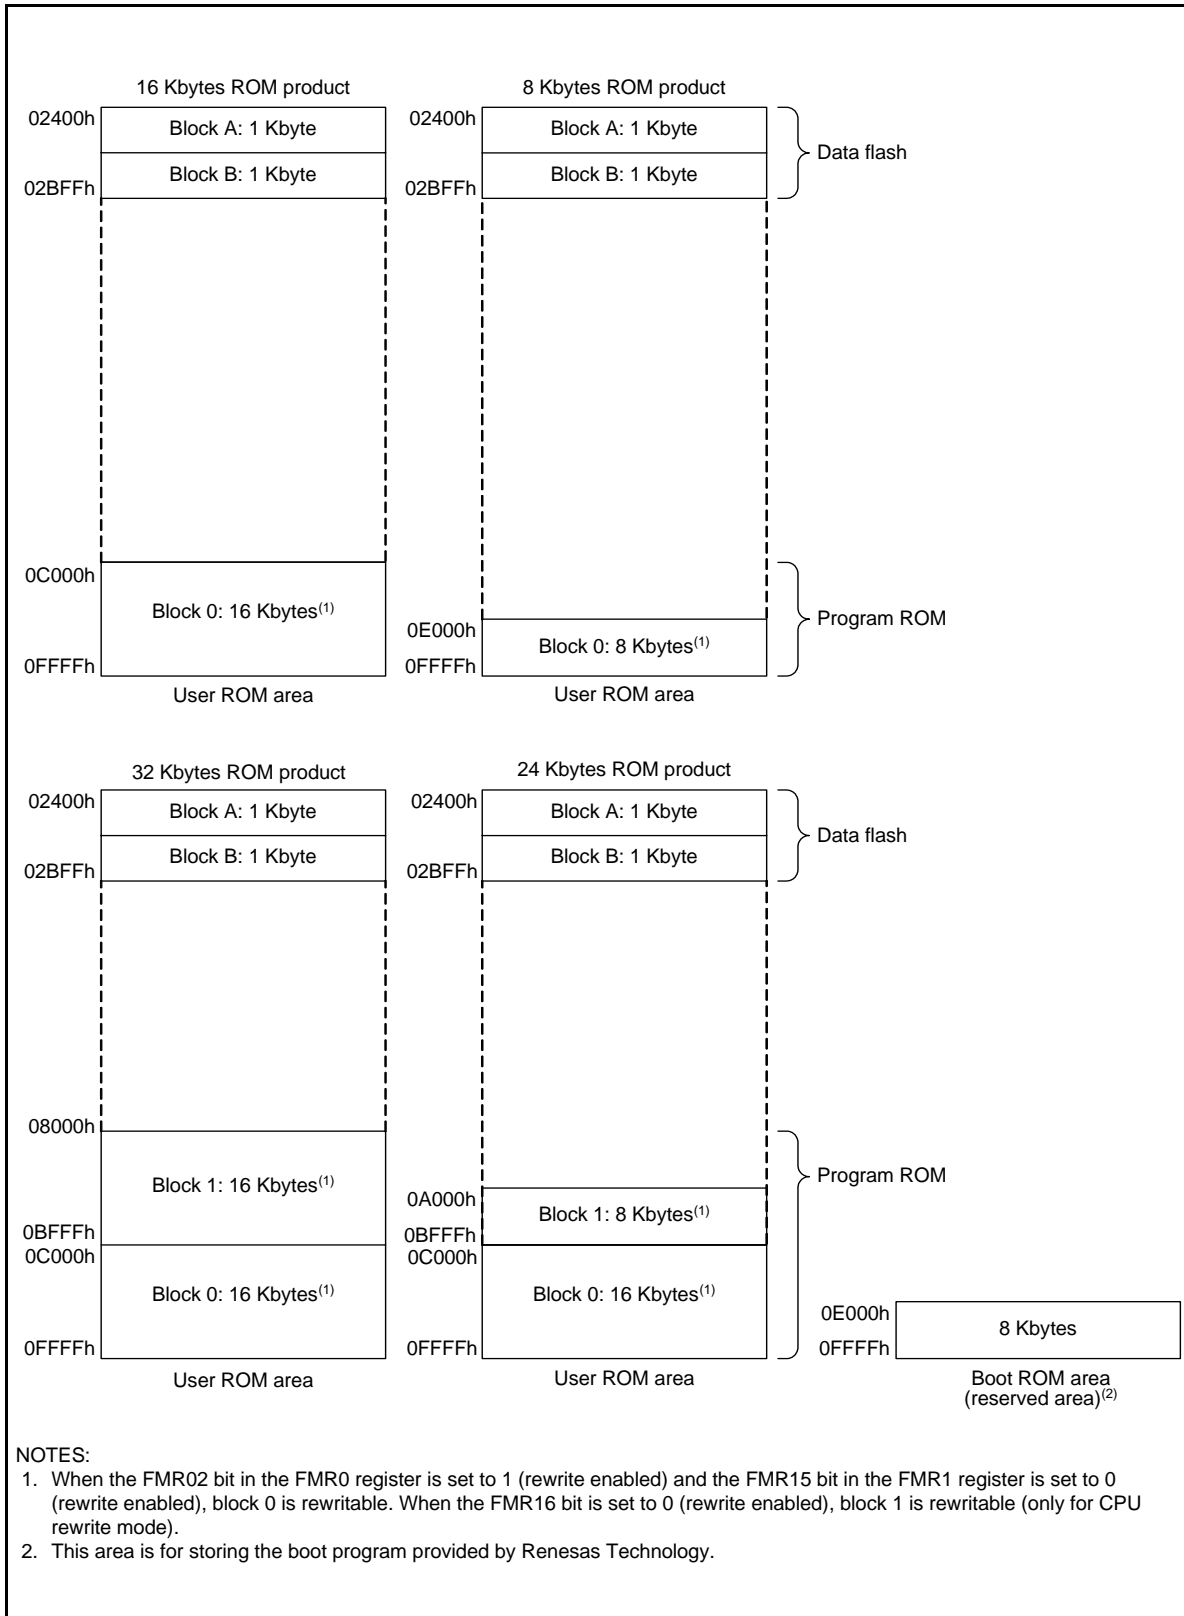 16 Kbytes ROM product
02400h
Block A: 1 Kbyte
Block B: 1 Kbyte
02BFFh
0C000h
Block 0: 16 Kbytes(1)
0FFFFh
User ROM area
8 Kbytes ROM product
02400h
Block A: 1 Kbyte
Block B: 1 Kbyte
02BFFh
0E000h
Block 0: 8 Kbytes(1)
0FFFFh
User ROM area
Data flash
Program ROM
32 Kbytes ROM product
02400h
Block A: 1 Kbyte
Block B: 1 Kbyte
02BFFh
08000h
Block 1: 16 Kbytes(1)
0BFFFh
0C000h
Block 0: 16 Kbytes(1)
0FFFFh
User ROM area
24 Kbytes ROM product
02400h
Block A: 1 Kbyte
Block B: 1 Kbyte
02BFFh
0A000h
Block 1: 8 Kbytes(1)
0BFFFh
0C000h
Block 0: 16 Kbytes(1)
0FFFFh
User ROM area
Data flash
Program ROM
0E000h
8 Kbytes
0FFFFh
Boot ROM area
(reserved area)(2)
NOTES:
1. When the FMR02 bit in the FMR0 register is set to 1 (rewrite enabled) and the FMR15 bit in the FMR1 register is set to 0
(rewrite enabled), block 0 is rewritable. When the FMR16 bit is set to 0 (rewrite enabled), block 1 is rewritable (only for CPU
rewrite mode).
2. This area is for storing the boot program provided by Renesas Technology.